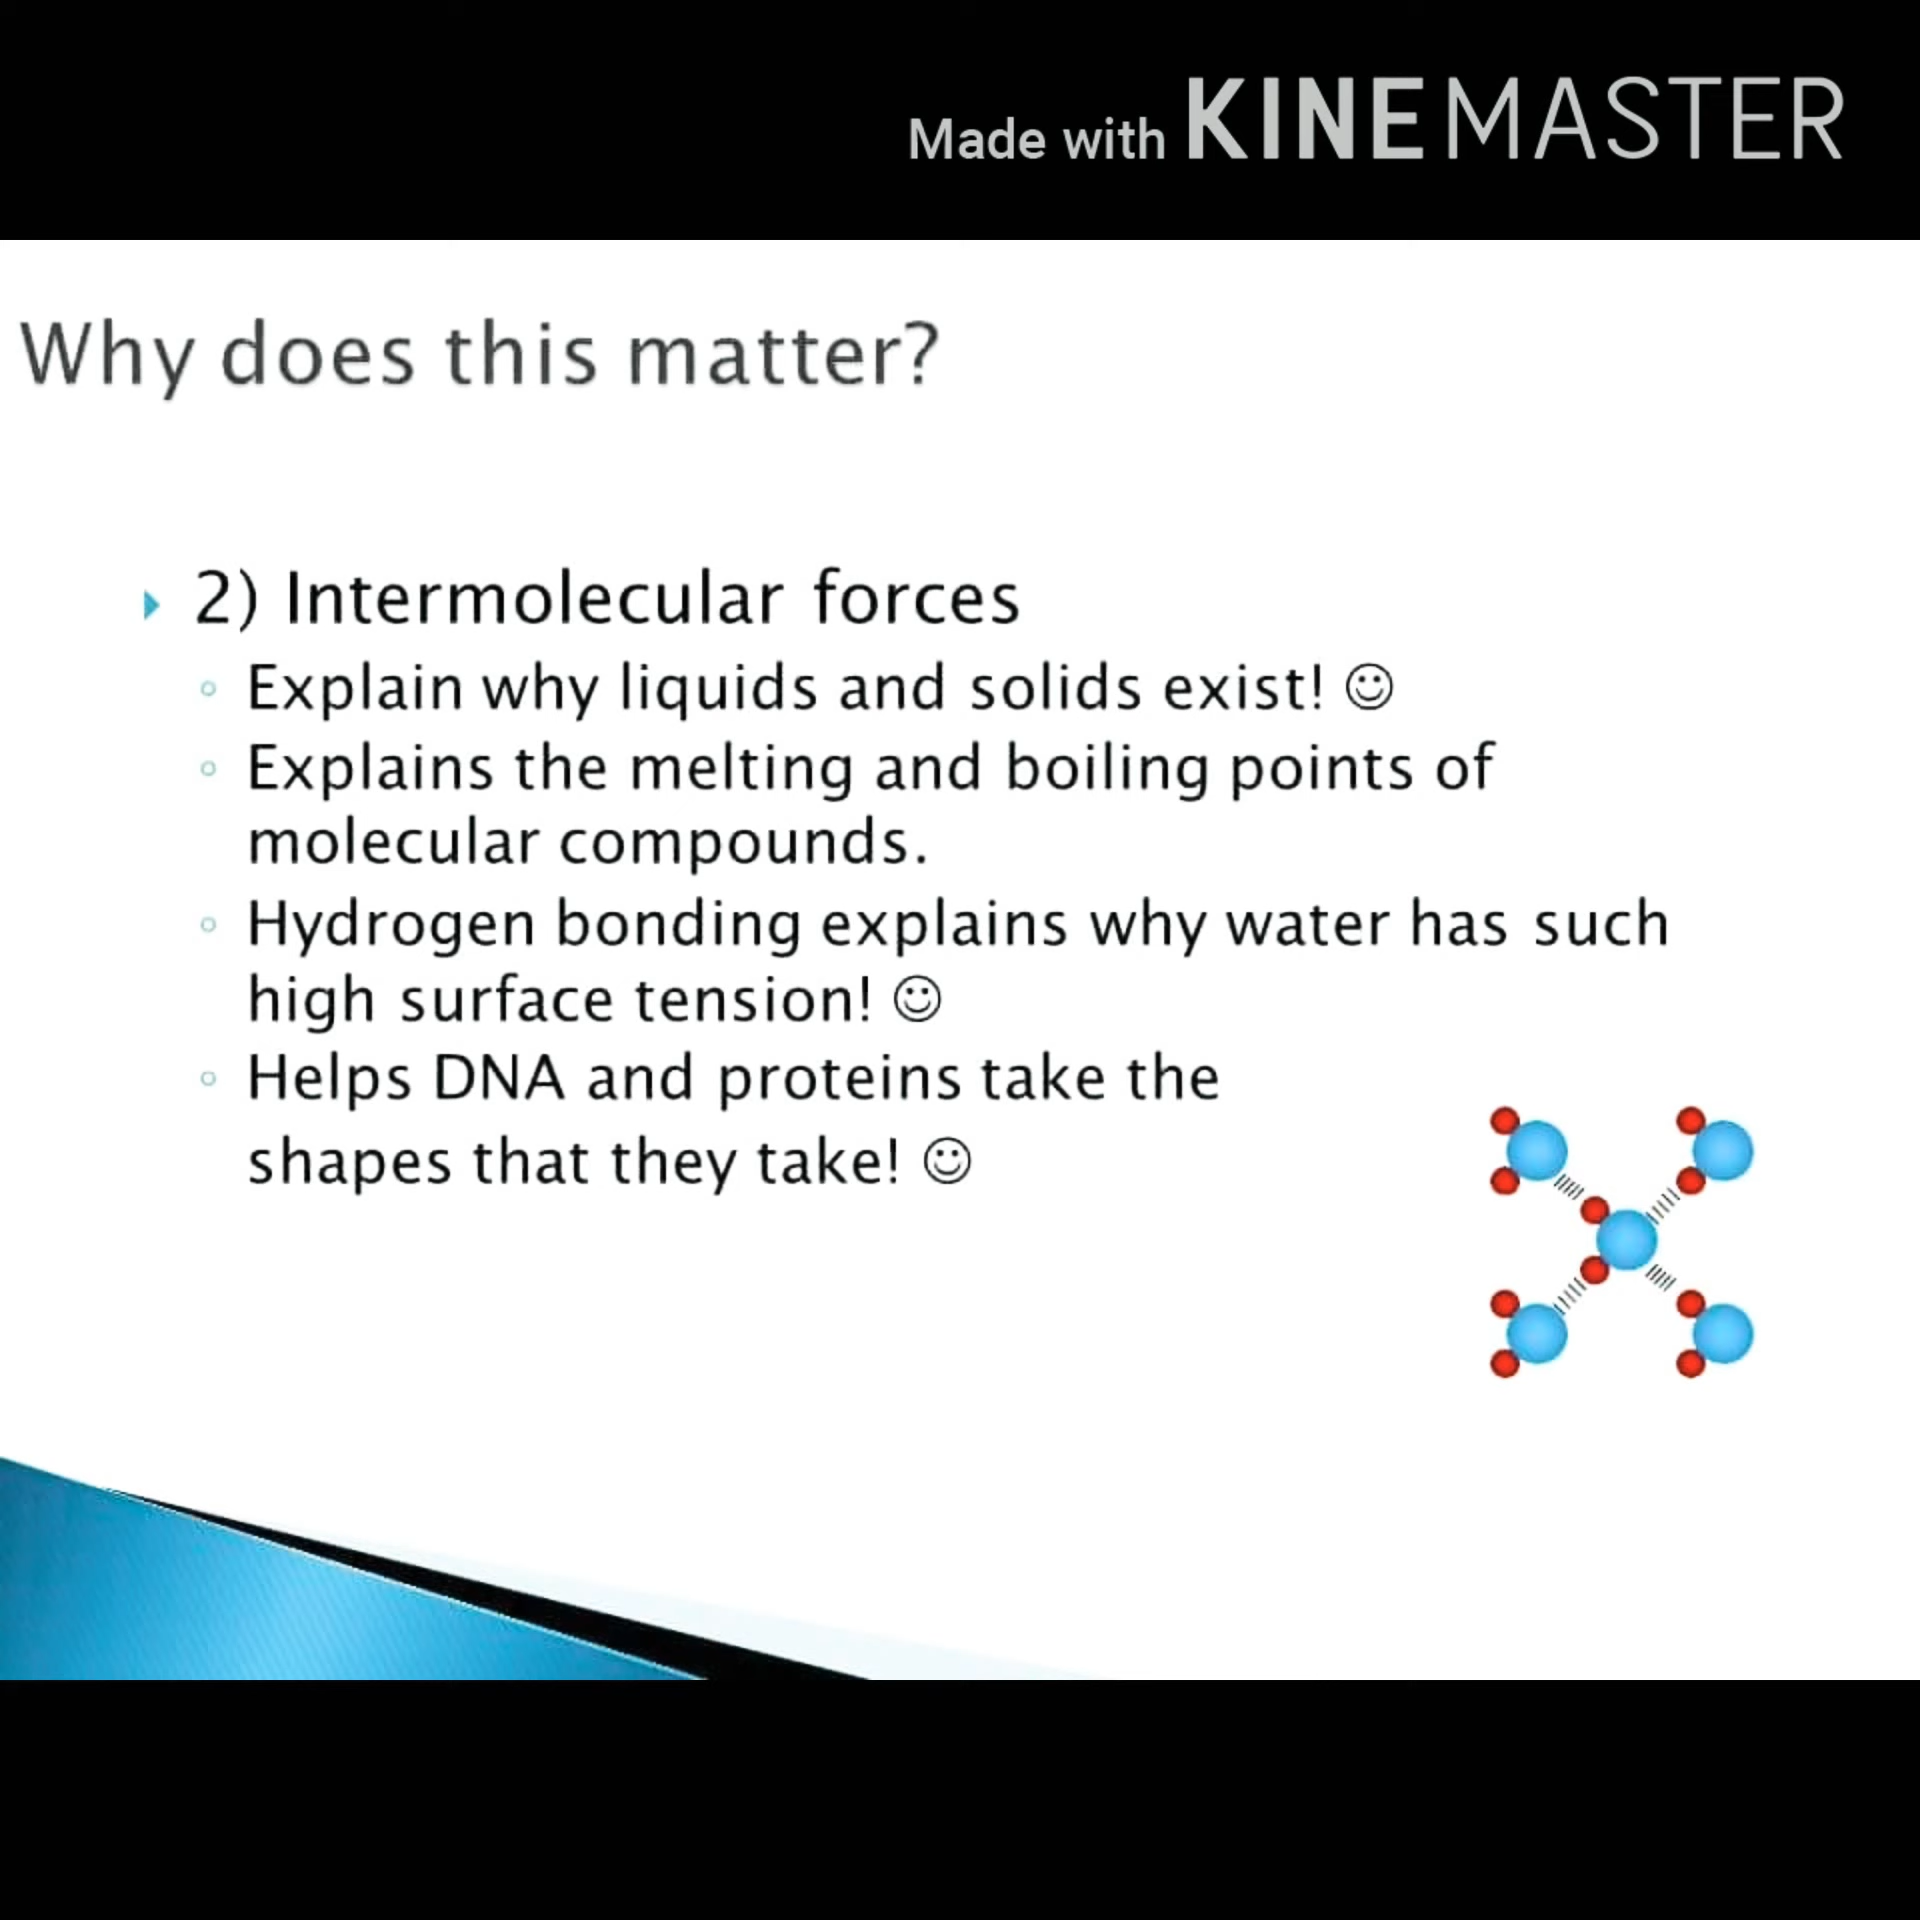 Made with KINEMASTER
Why does this matter?
2) Intermolecular forces
Explain why liquids and solids exist! ☺
Explains the melting and boiling points of
molecular compounds.
Hydrogen bonding explains why water has such
high surface tension! ☺
Helps DNA and proteins take the
shapes that they take! ☺